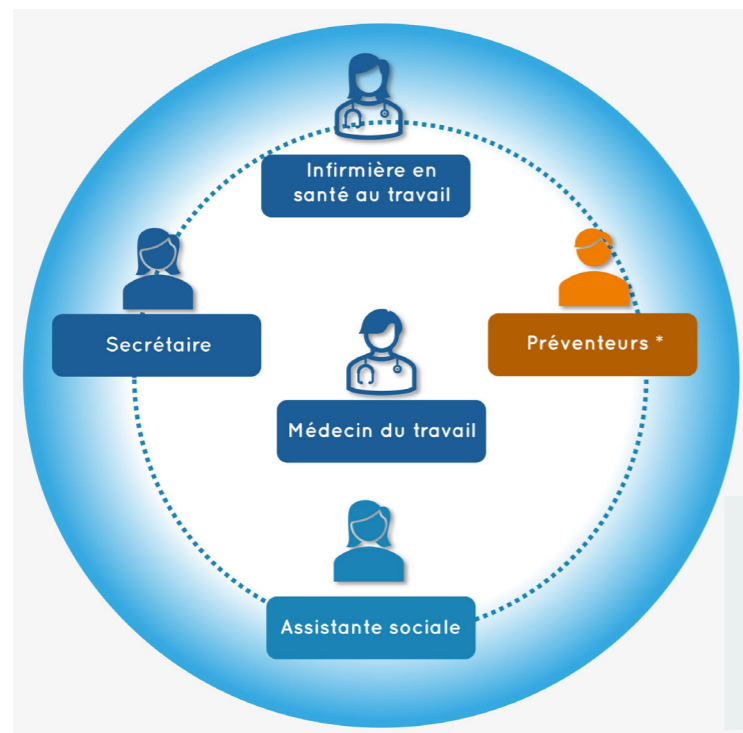 Infirmière en
santé au travail
Secrétaire
Préventeurs *
Médecin du travail
Assistante sociale